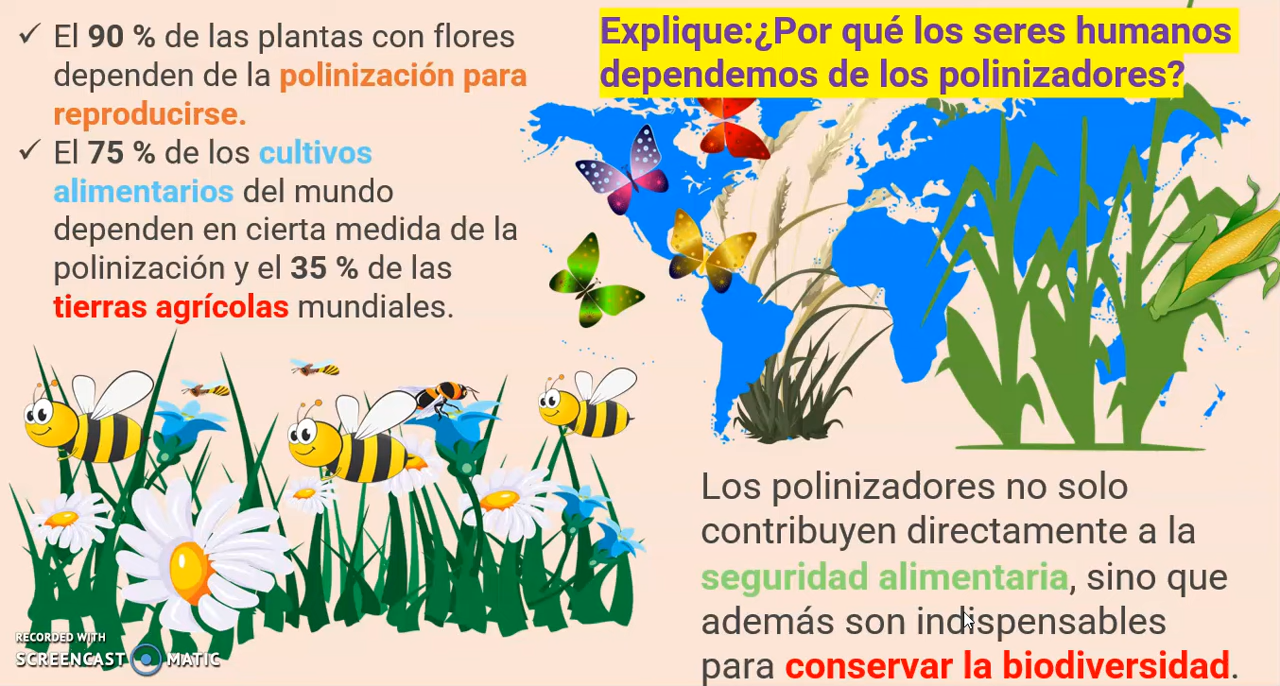 ✓ El 90 % de las plantas con flores
dependen de la polinización para
reproducirse.
✓ El 75 % de los cultivos
alimentarios del mundo
dependen en cierta medida de la
polinización y el 35 % de las
tierras agrícolas mundiales.
Explique:¿Por qué los seres humanos
dependemos de los polinizadores?
Los polinizadores no solo
contribuyen directamente a la
seguridad alimentaria, sino que
además son indispensables
para conservar la biodiversidad.
RECORDED WITH
SCREENCAST MATIC